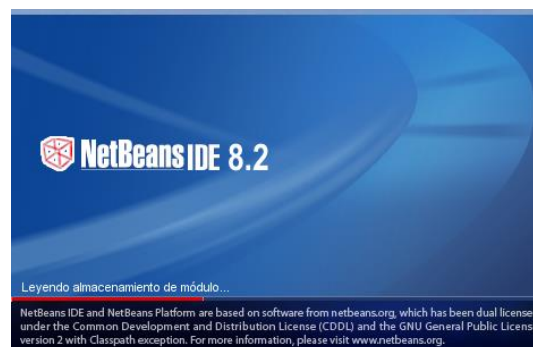 NetBeans IDE 8.2
Leyendo almacenamiento de módulo...
NetBeans IDE and NetBeans Platform are based on software from netbeans.org, which has been dual license
under the Common Development and Distribution License (CDDL) and the GNU General Public Licens
version 2 with Classpath exception. For more information, please visit www.netbeans.org.